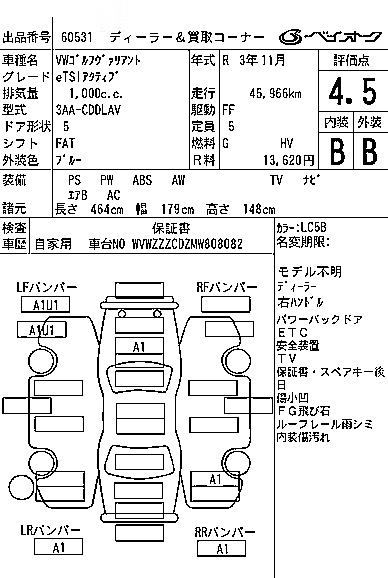 出品番号 60531 ディーラー&買取コーナー ベイオーク
車種名 VWゴルフヴァリアント 年式 R 3年11月 評価点
グレード eTSIアクティブ 4.5
排気量 1,000c.c. 走行 45,966km
型式 3AA-CDDLAV 駆動 FF
ドア形状 5 定員 5 内装 外装
シフト FAT 燃料 G HV B B
外装色 ブルー R料 13,620円
装備 PS PW ABS AW TV ナビ
エアB AC
諸元 長さ 464cm 幅 179cm 高さ 148cm
検査 保証書 カラー:LC5B
車歴 自家用 車台NO WVWZZZCDZMW808082 名変期限:
モデル不明
ディーラー
右ハンドル
パワーバックドア
ETC
安全装置
TV
保証書・スペアキー後
日
傷小凹
FG飛び石
ルーフレール雨シミ
内装傷汚れ
LFバンパー RFバンパー
A1U1
A1U1
A1
A1
LRバンパー RRバンパー
A1 A1